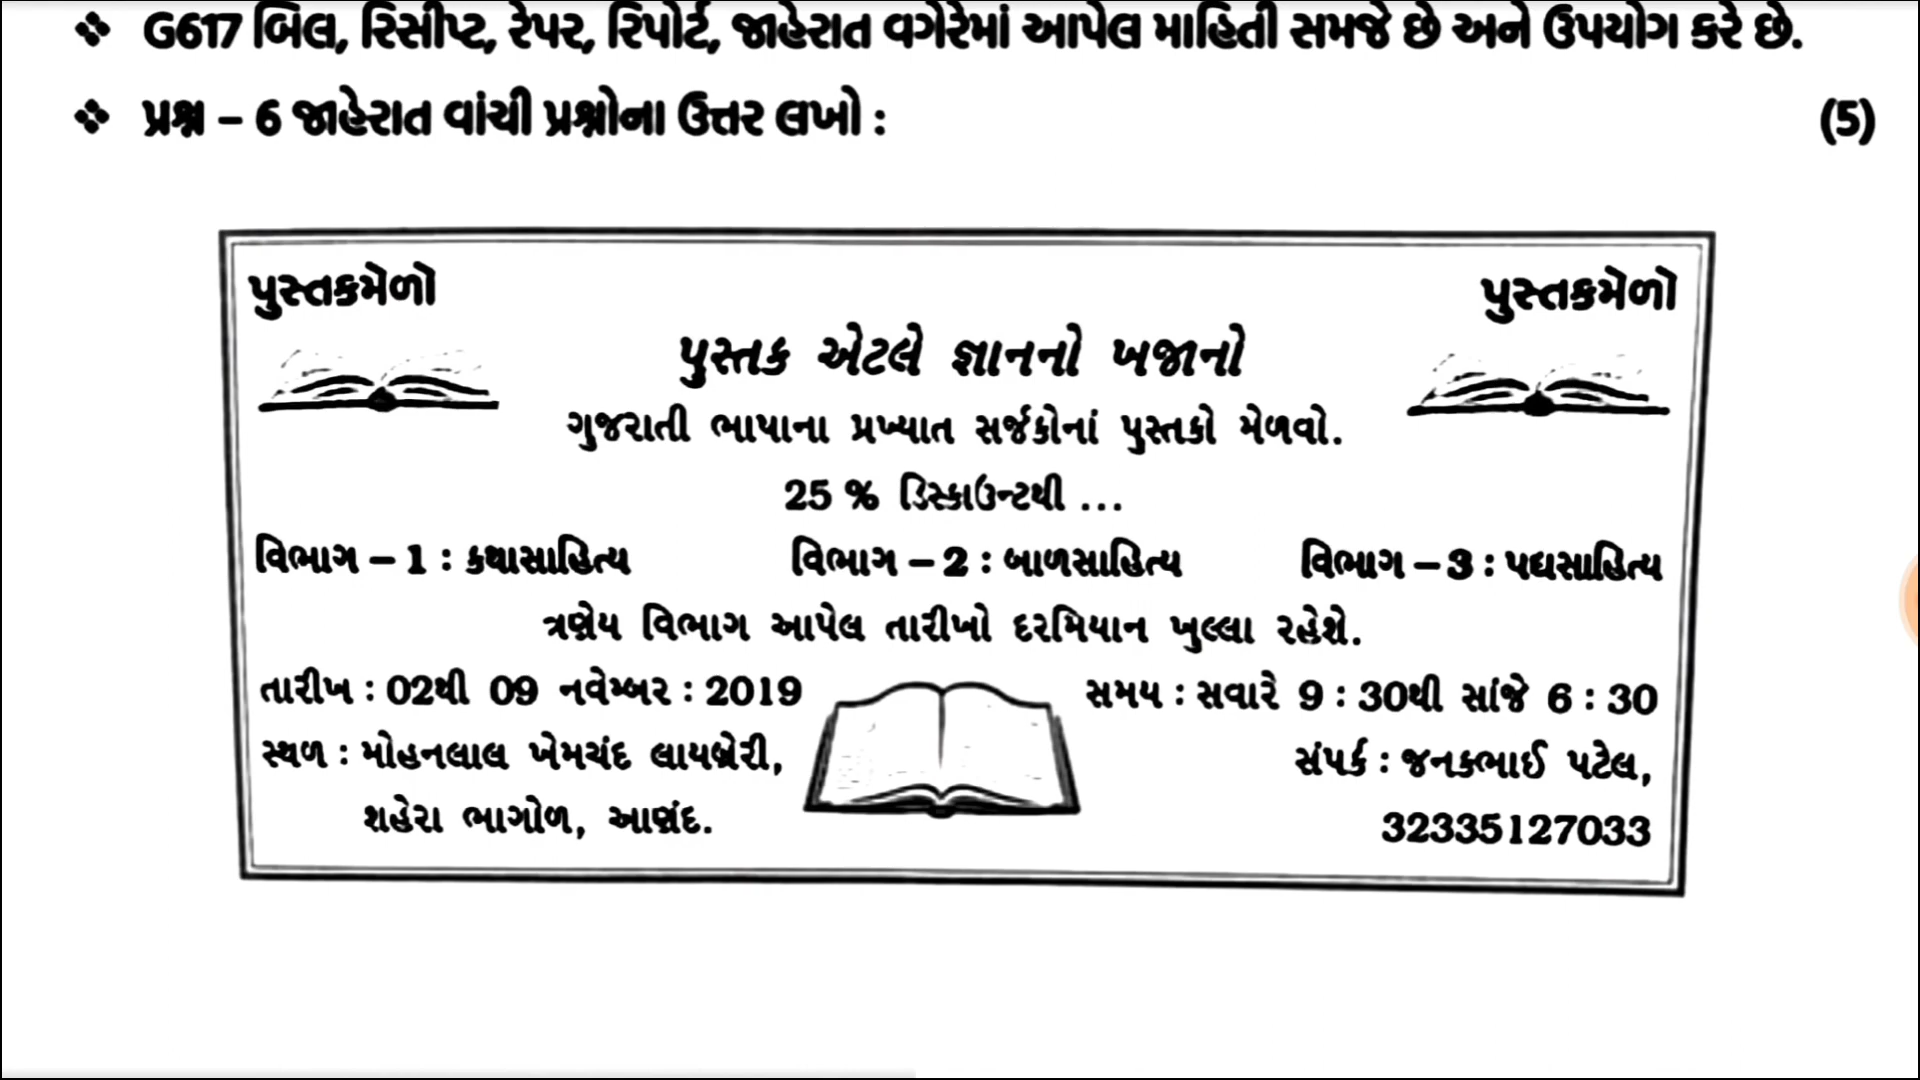 ❖ G617 બિલ, રિસીપ્ટ, રેપર, રિપોર્ટ, જાહેરાત વગેરેમાં આપેલ માહિતી સમજે છે અને ઉપયોગ કરે છે.
❖ પ્રશ્ન – 6 જાહેરાત વાંચી પ્રશ્નોના ઉત્તર લખો : (5)
પુસ્તકમેળો પુસ્તકમેળો
પુસ્તક એટલે જ્ઞાનનો ખજાનો
ગુજરાતી ભાષાના પ્રખ્યાત સર્જકોનાં પુસ્તકો મેળવો.
25 % ડિસ્કાઉન્ટથી ...
વિભાગ – 1 : કથાસાહિત્ય વિભાગ – 2 : બાળસાહિત્ય વિભાગ – 3 : પદ્યસાહિત્ય
ત્રણેય વિભાગ આપેલ તારીખો દરમિયાન ખુલ્લા રહેશે.
તારીખ : 02થી 09 નવેમ્બર : 2019 સમય : સવારે 9 : 30થી સાંજે 6 : 30
સ્થળ : મોહનલાલ ખેમચંદ લાયબ્રેરી, સંપર્ક : જનકભાઈ પટેલ,
શહેરા ભાગોળ, આણંદ. 32335127033